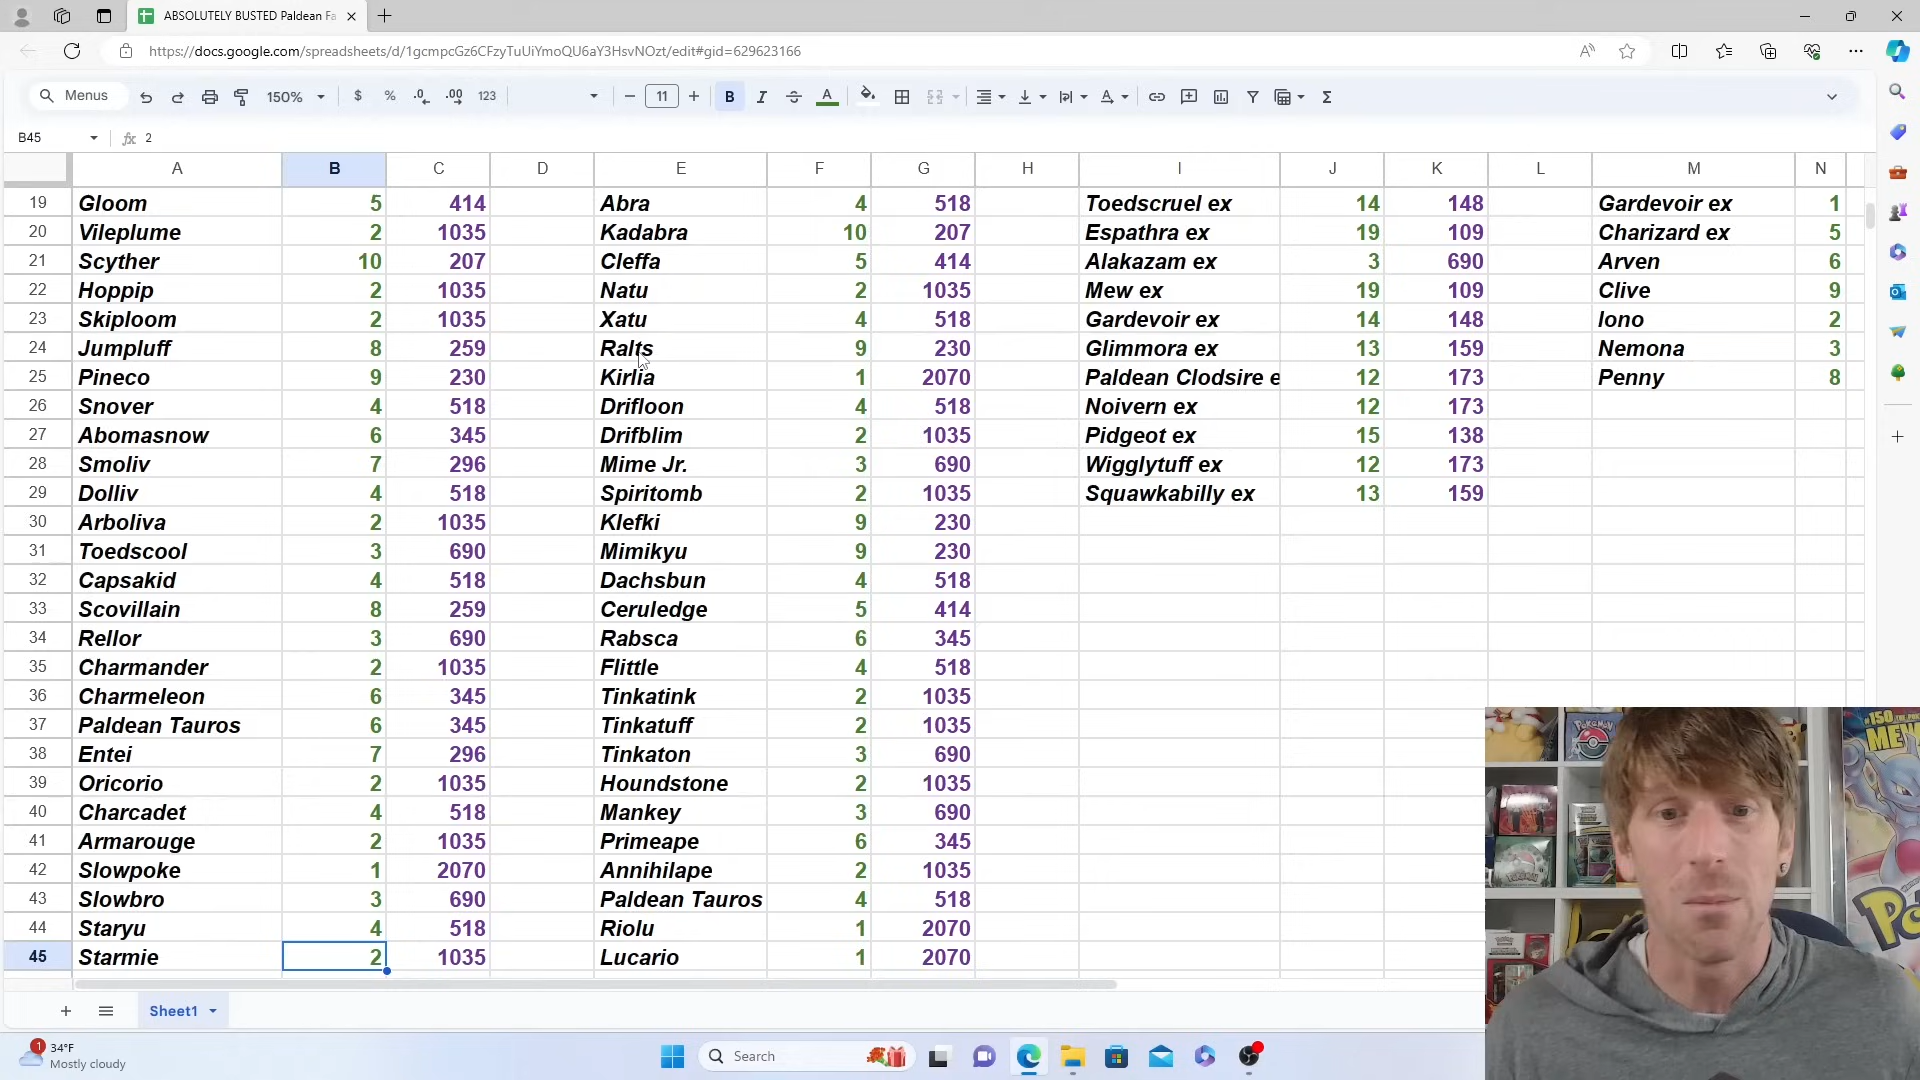 ABSOLUTELY BUSTED Paldean Fa
https://docs.google.com/spreadsheets/d/1gcmpcGz6CFzyTuUiYmoQU6aY3HsvNOzt/edit#gid=629623166
Menus 150% $ % .0 .00 123 11 B I S A
B45 fx 2
A B C D E F G H I J K L M N
19 Gloom 5 414 Abra 4 518 Toedscruel ex 14 148 Gardevoir ex 1
20 Vileplume 2 1035 Kadabra 10 207 Espathra ex 19 109 Charizard ex 5
21 Scyther 10 207 Cleffa 5 414 Alakazam ex 3 690 Arven 6
22 Hoppip 2 1035 Natu 2 1035 Mew ex 19 109 Clive 9
23 Skiploom 2 1035 Xatu 4 518 Gardevoir ex 14 148 Iono 2
24 Jumpluff 8 259 Ralts 9 230 Glimmora ex 13 159 Nemona 3
25 Pineco 9 230 Kirlia 1 2070 Paldean Clodsire e 12 173 Penny 8
26 Snover 4 518 Drifloon 4 518 Noivern ex 12 173
27 Abomasnow 6 345 Drifblim 2 1035 Pidgeot ex 15 138
28 Smoliv 7 296 Mime Jr. 3 690 Wigglytuff ex 12 173
29 Dolliv 4 518 Spiritomb 2 1035 Squawkabilly ex 13 159
30 Arboliva 2 1035 Klefki 9 230
31 Toedscool 3 690 Mimikyu 9 230
32 Capsakid 4 518 Dachsbun 4 518
33 Scovillain 8 259 Ceruledge 5 414
34 Rellor 3 690 Rabsca 6 345
35 Charmander 2 1035 Flittle 4 518
36 Charmeleon 6 345 Tinkatink 2 1035
37 Paldean Tauros 6 345 Tinkatuff 2 1035
38 Entei 7 296 Tinkaton 3 690
39 Oricorio 2 1035 Houndstone 2 1035
40 Charcadet 4 518 Mankey 3 690
41 Armarouge 2 1035 Primeape 6 345
42 Slowpoke 1 2070 Annihilape 2 1035
43 Slowbro 3 690 Paldean Tauros 4 518
44 Staryu 4 518 Riolu 1 2070
45 Starmie 2 1035 Lucario 1 2070
Sheet1
1 34°F
Mostly cloudy
Search
POKéMON
#150 THE PO
MEW
Po